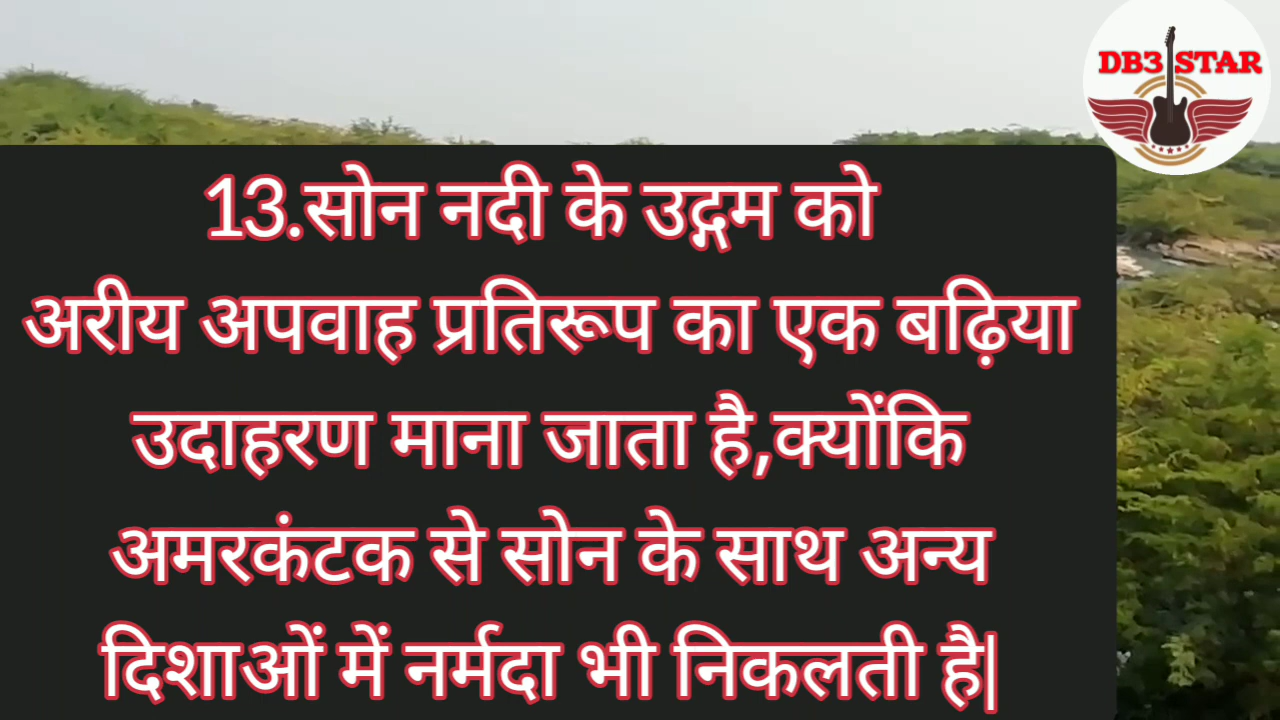 DB3 STAR
13.सोन नदी के उद्गम को
अरीय अपवाह प्रतिरूप का एक बढ़िया
उदाहरण माना जाता है,क्योंकि
अमरकंटक से सोन के साथ अन्य
दिशाओं में नर्मदा भी निकलती है|